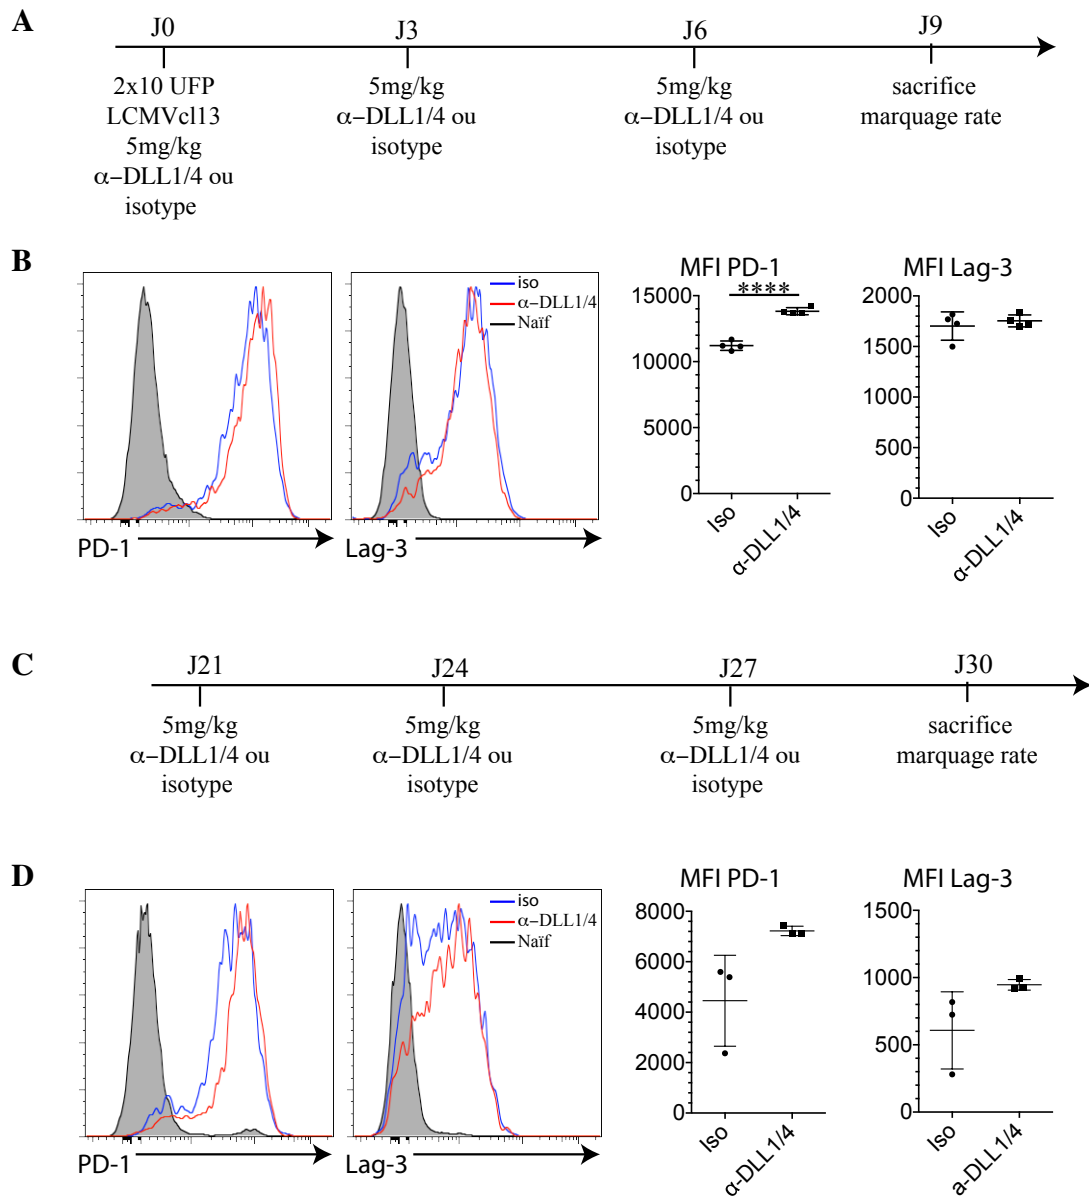 A
J0
J3
J6
J9
2x10 UFP
LCMVcl13
5mg/kg
α−DLL1/4 ou
isotype
5mg/kg
α−DLL1/4 ou
isotype
5mg/kg
α−DLL1/4 ou
isotype
sacrifice
marquage rate
B
iso
α-DLL1/4
Naïf
PD-1
Lag-3
MFI PD-1
****
15000
10000
5000
0
Iso
α-DLL1/4
MFI Lag-3
2000
1500
1000
500
0
Iso
α-DLL1/4
C
J21
J24
J27
J30
5mg/kg
α−DLL1/4 ou
isotype
5mg/kg
α−DLL1/4 ou
isotype
5mg/kg
α−DLL1/4 ou
isotype
sacrifice
marquage rate
D
iso
α-DLL1/4
Naïf
PD-1
Lag-3
MFI PD-1
8000
6000
4000
2000
0
Iso
α-DLL1/4
MFI Lag-3
1500
1000
500
0
Iso
a-DLL1/4